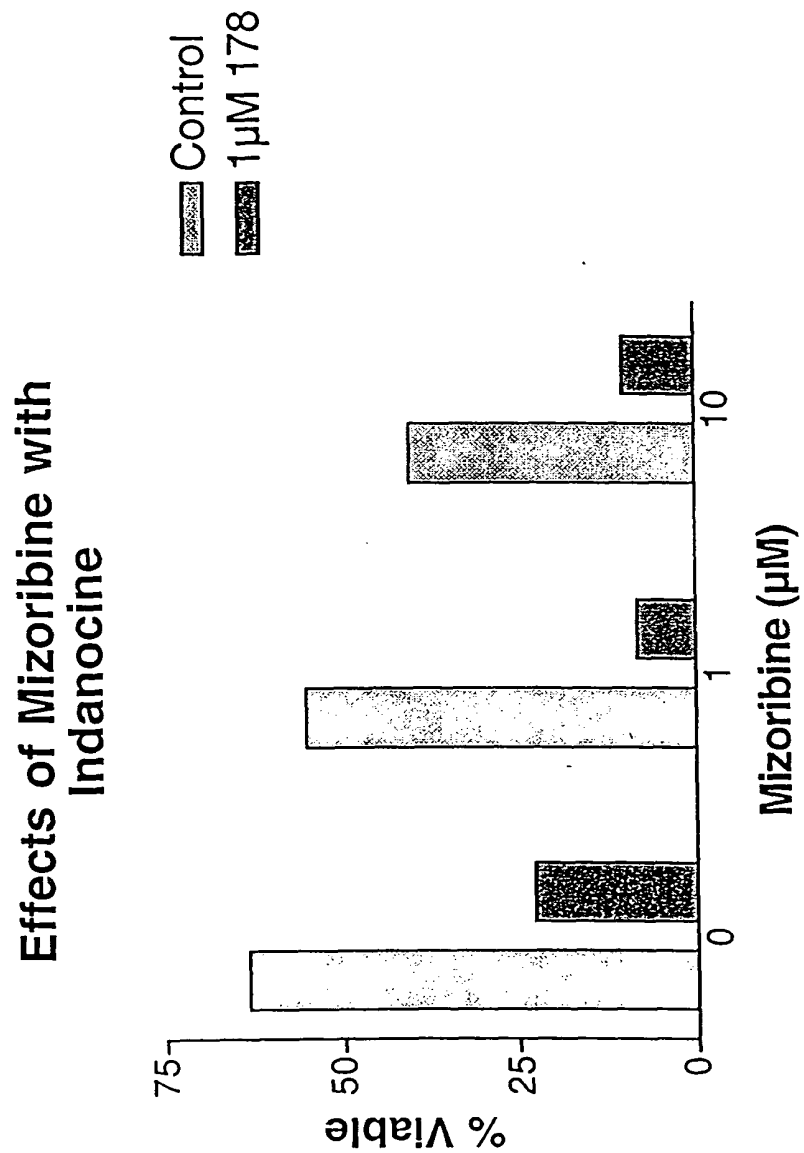 Effects of Mizoribine with
Indanocine
Control
1µM 178
% Viable
75
50
25
0
0
1
10
Mizoribine (µM)